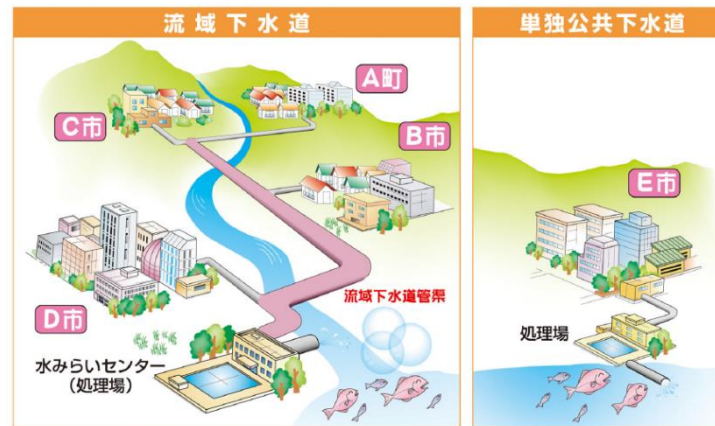 流域下水道
A町
C市
B市
D市
流域下水道管渠
水みらいセンター
(処理場)
単独公共下水道
E市
処理場